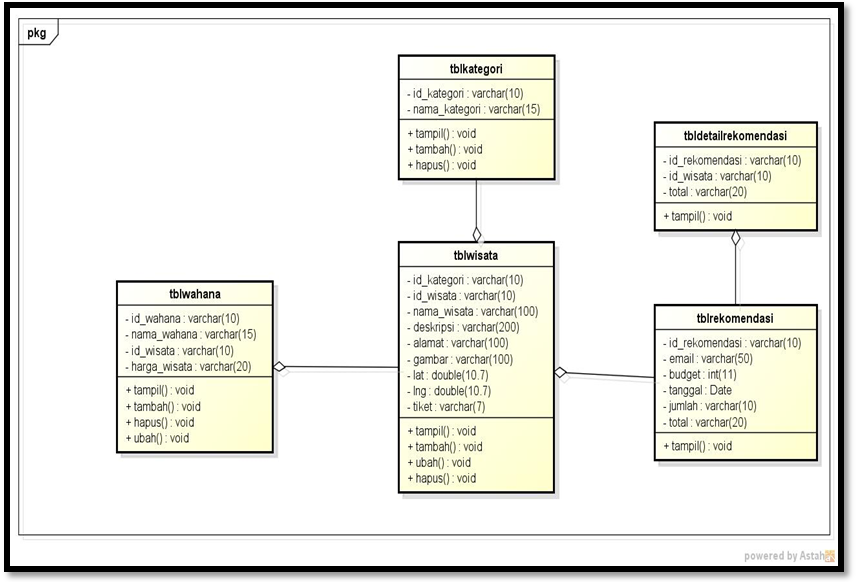 pkg
tblkategori
- id_kategori : varchar(10)
- nama_kategori : varchar(15)
+ tampil() : void
+ tambah() : void
+ hapus() : void
tbldetailrekomendasi
- id_rekomendasi : varchar(10)
- id_wisata : varchar(10)
- total : varchar(20)
+ tampil() : void
tblwisata
- id_kategori : varchar(10)
- id_wisata : varchar(10)
- nama_wisata : varchar(100)
- deskripsi : varchar(200)
- alamat : varchar(100)
- gambar : varchar(100)
- lat : double(10.7)
- lng : double(10.7)
- tiket : varchar(7)
+ tampil() : void
+ tambah() : void
+ ubah() : void
+ hapus() : void
tblwahana
- id_wahana : varchar(10)
- nama_wahana : varchar(15)
- id_wisata : varchar(10)
- harga_wisata : varchar(20)
+ tampil() : void
+ tambah() : void
+ hapus() : void
+ ubah() : void
tblrekomendasi
- id_rekomendasi : varchar(10)
- email : varchar(50)
- budget : int(11)
- tanggal : Date
- jumlah : varchar(10)
- total : varchar(20)
+ tampil() : void
powered by Astah